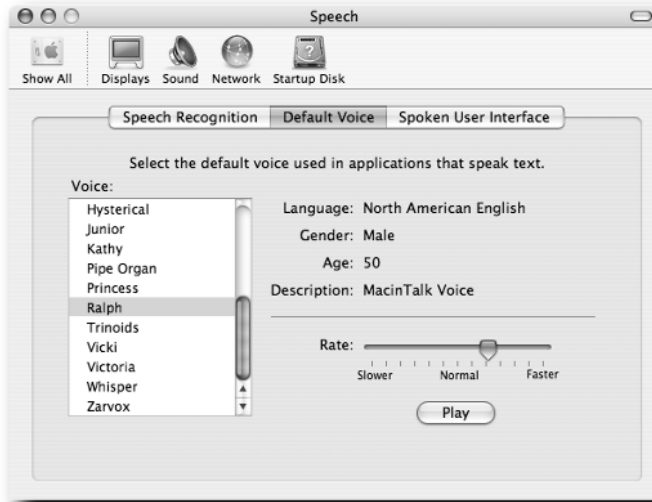 Speech
Show All Displays Sound Network Startup Disk
Speech Recognition Default Voice Spoken User Interface
Select the default voice used in applications that speak text.
Voice:
Hysterical
Junior
Kathy
Pipe Organ
Princess
Ralph
Trinoids
Vicki
Victoria
Whisper
Zarvox
Language: North American English
Gender: Male
Age: 50
Description: MacinTalk Voice
Rate:
Slower Normal Faster
Play